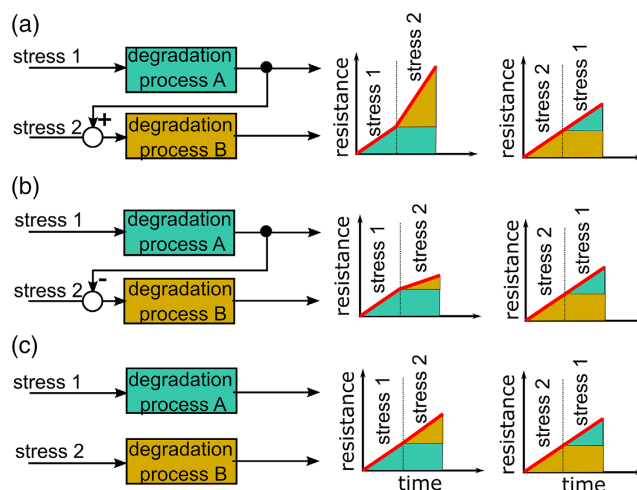 (a)
stress 1
degradation
process A
+
stress 2
degradation
process B
resistance
stress 1
stress 2
resistance
stress 2
stress 1
(b)
stress 1
degradation
process A
-
stress 2
degradation
process B
resistance
stress 1
stress 2
resistance
stress 2
stress 1
(c)
stress 1
degradation
process A
stress 2
degradation
process B
resistance
stress 1
stress 2
time
resistance
stress 2
stress 1
time